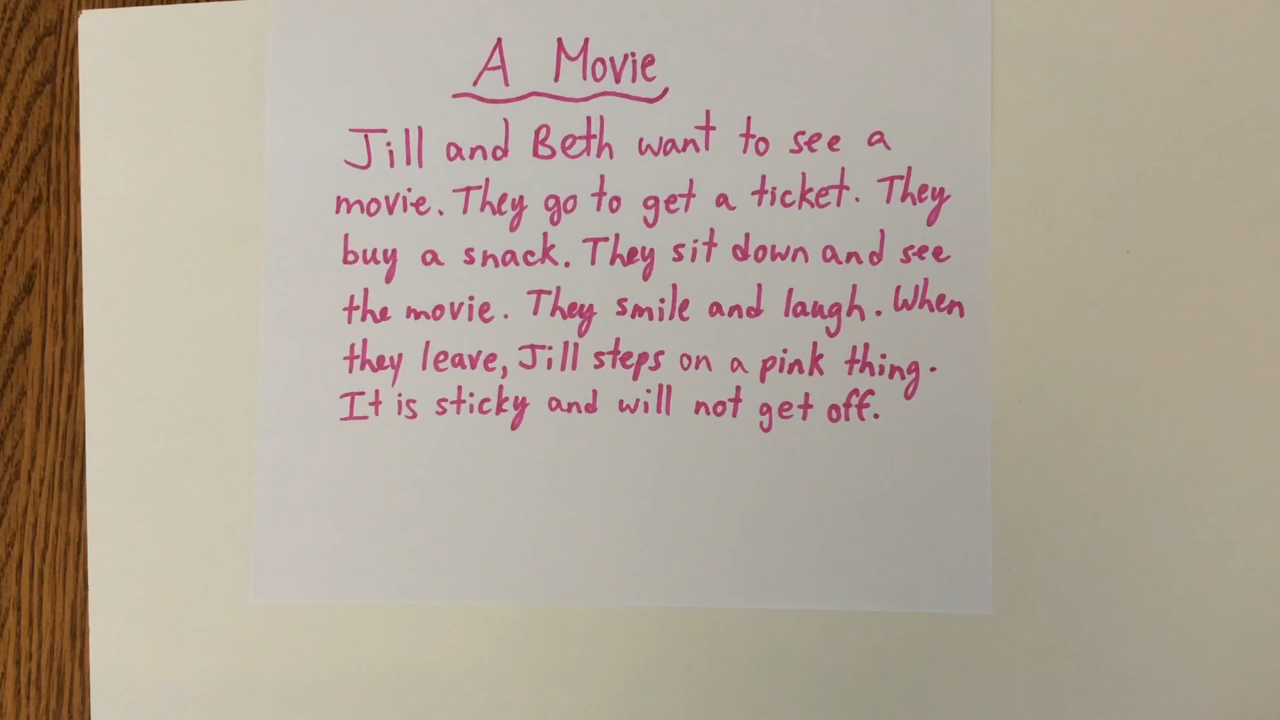 A Movie
Jill and Beth want to see a
movie. They go to get a ticket. They
buy a snack. They sit down and see
the movie. They smile and laugh. When
they leave, Jill steps on a pink thing.
It is sticky and will not get off.